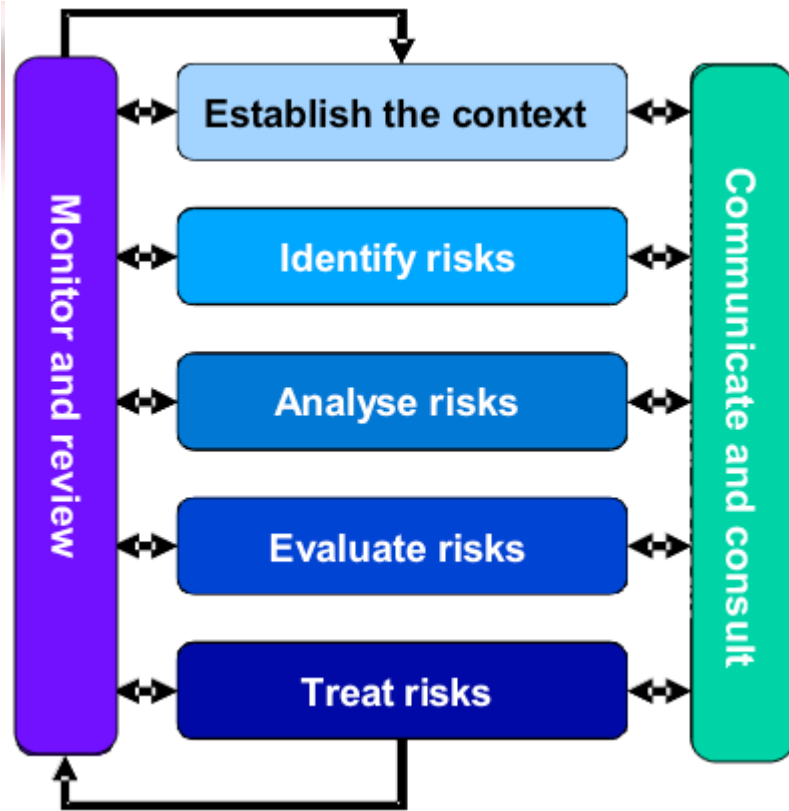 Establish the context
Identify risks
Analyse risks
Evaluate risks
Treat risks
Monitor and review
Communicate and consult